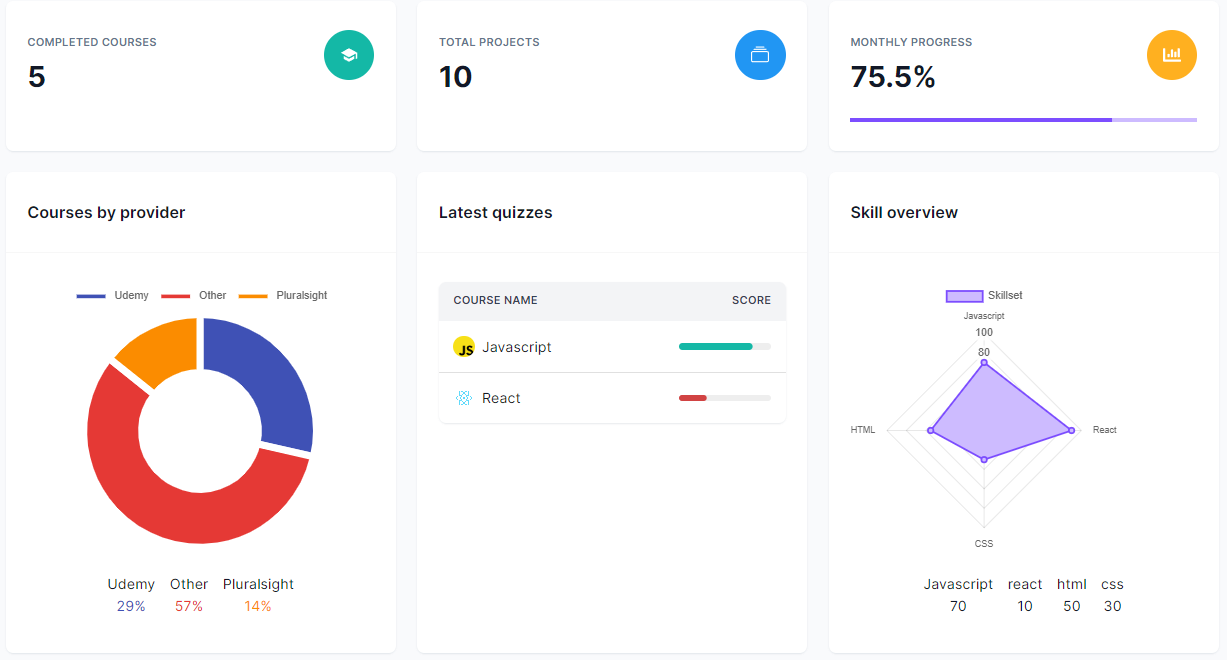 COMPLETED COURSES
5
TOTAL PROJECTS
10
MONTHLY PROGRESS
75.5%
Courses by provider
Udemy Other Pluralsight
Udemy Other Pluralsight
29% 57% 14%
Latest quizzes
COURSE NAME SCORE
JS Javascript
React
Skill overview
Skillset
Javascript
100
80
HTML React
CSS
Javascript react html css
70 10 50 30